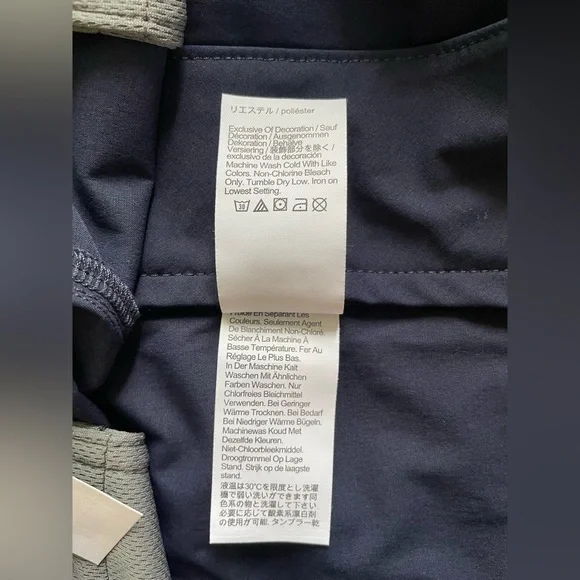 リエステル / poliéster
Exclusive Of Decoration / Sauf
Décoration / Ausgenommen
Dekoration / Behalve
Versiering / 装飾部分を除く /
exclusivo de la decoración
Machine Wash Cold With Like
Colors. Non-Chlorine Bleach
Only. Tumble Dry Low. Iron on
Lowest Setting.
30
Froide En Séparant Les
Couleurs. Seulement Agent
De Blanchiment Non-Chloré.
Sécher À La Machine À
Basse Température. Fer Au
Réglage Le Plus Bas.
In Der Maschine Kalt
Waschen Mit Ähnlichen
Farben Waschen. Nur
Chlorfreies Bleichmittel
Verwenden. Bei Geringer
Wärme Trocknen. Bei Bedarf
Bei Niedriger Wärme Bügeln.
Machinewas Koud Met
Dezelfde Kleuren.
Niet-Chloorbleekmiddel.
Droogtrommel Op Lage
Stand. Strijk op de laagste
stand.
液温は30℃を限度とし洗濯
機で弱い洗いができます同
色系の物と洗濯して下さい
必要に応じて酸素系漂白剤
の使用が可能. タンブラー乾